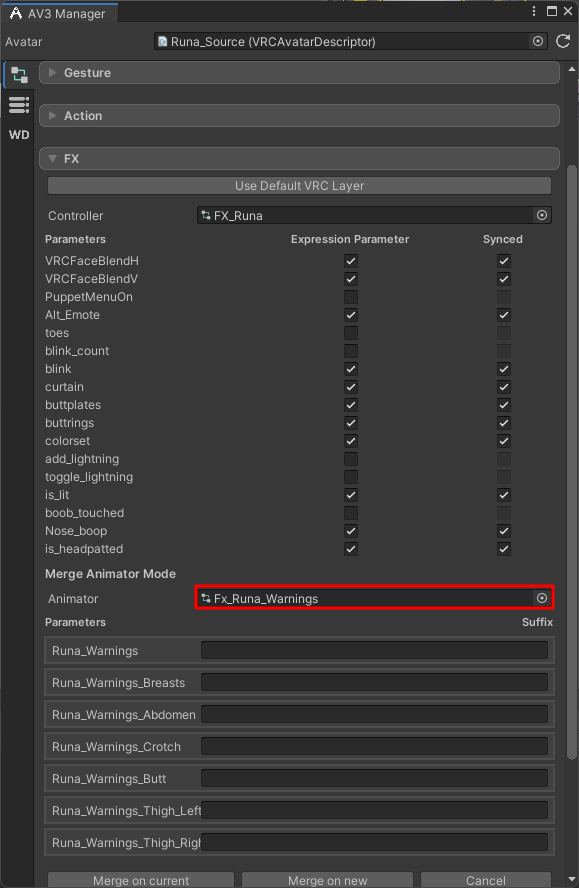 AV3 Manager
Avatar Runa_Source (VRCAvatarDescriptor)
Gesture
Action
WD
FX
Use Default VRC Layer
Controller FX_Runa
Parameters Expression Parameter Synced
VRCFaceBlendH
VRCFaceBlendV
PuppetMenuOn
Alt_Emote
toes
blink_count
blink
curtain
buttplates
buttrings
colorset
add_lightning
toggle_lightning
is_lit
boob_touched
Nose_boop
is_headpatted
Merge Animator Mode
Animator Fx_Runa_Warnings
Parameters Suffix
Runa_Warnings
Runa_Warnings_Breasts
Runa_Warnings_Abdomen
Runa_Warnings_Crotch
Runa_Warnings_Butt
Runa_Warnings_Thigh_Left
Runa_Warnings_Thigh_Righ
Merge on current Merge on new Cancel